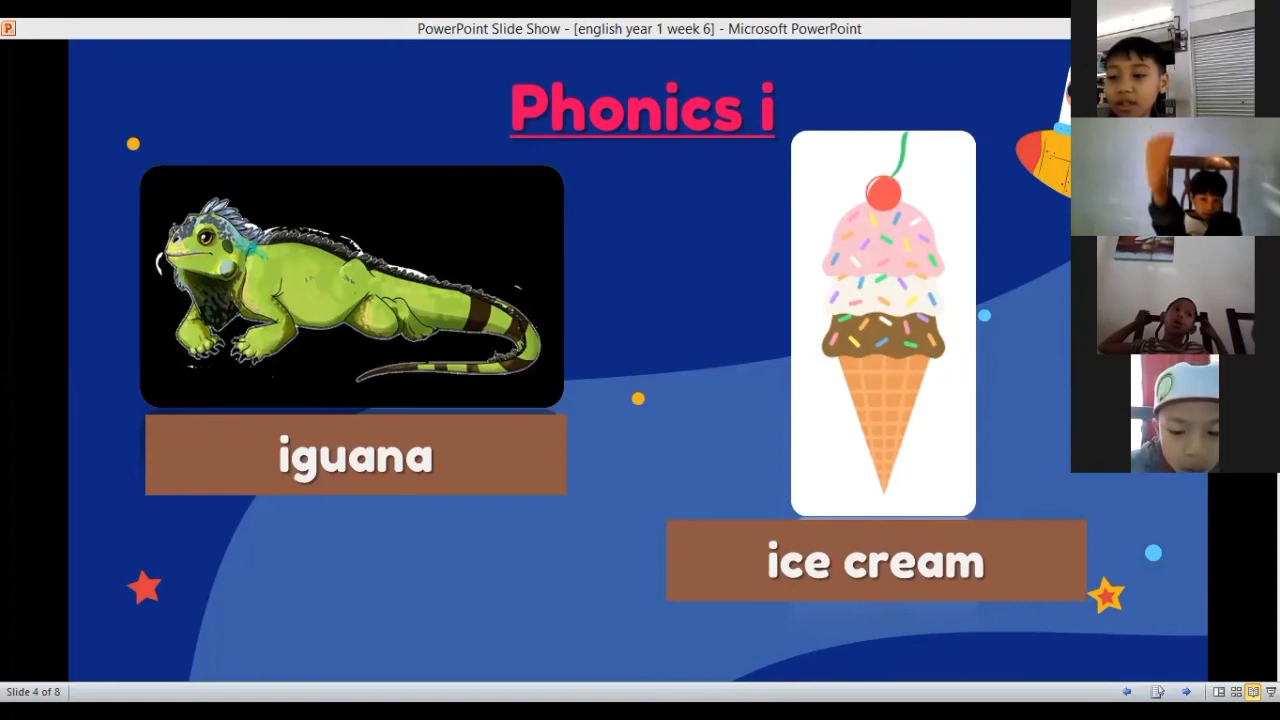 PowerPoint Slide Show - [english year 1 week 6] - Microsoft PowerPoint
Phonics i
iguana
ice cream
Slide 4 of 8